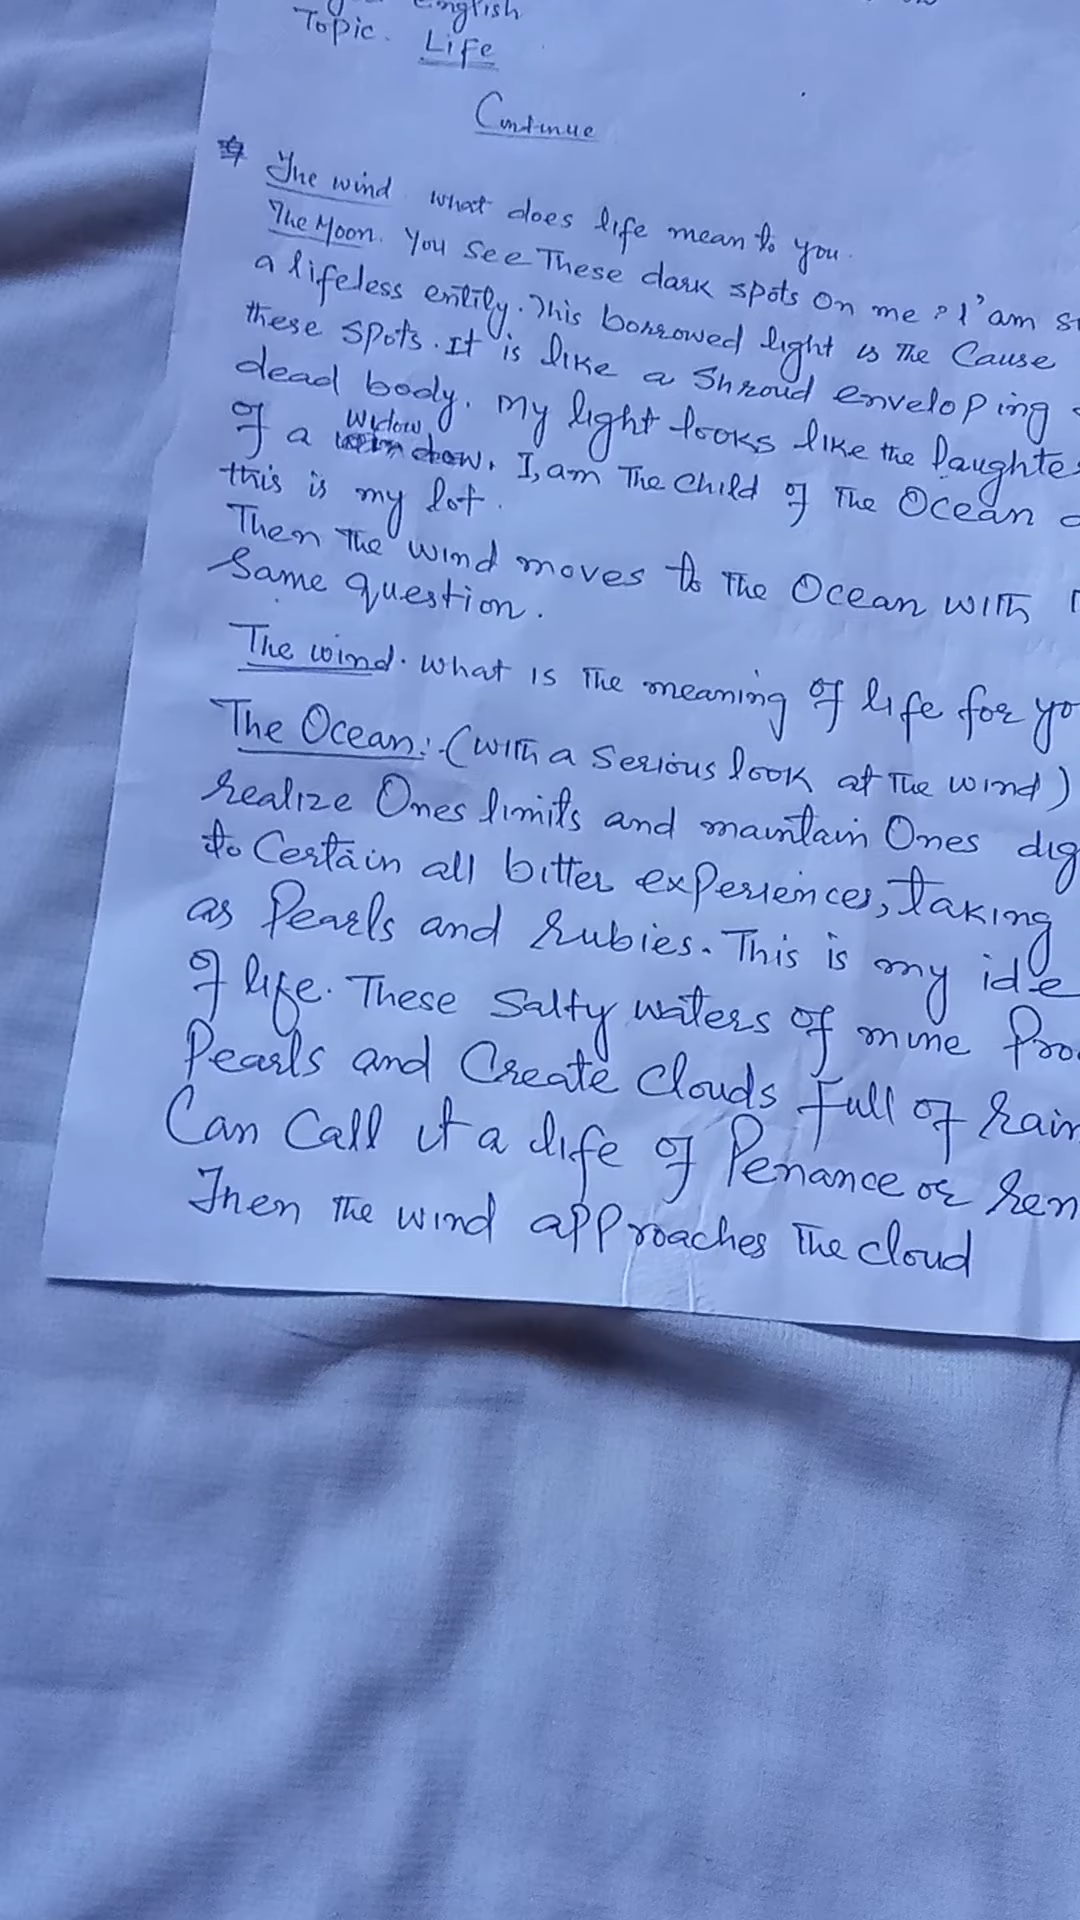 English
Topic. Life
Continue
The wind what does life mean to you.
The Moon. You see These dark spots on me ? I'am
a lifeless entity. This borrowed light is The Cause
these spots. It is like a Shroud enveloping
dead body. My light looks like the
widow
of a I, am The Child of The Ocean
this is my lot.
Then The wind moves to The Ocean with
Same question.
The wind. what is The meaning of life for
The Ocean:- (with a Serious look at The wind)
realize Ones limits and maintain Ones
to Certain all bitter experiences, taking
as Pearls and rubies. This is my
of life. These Salty waters of mine
Pearls and Create Clouds full of
Can Call it a life of Penance or
Then The wind approaches The cloud